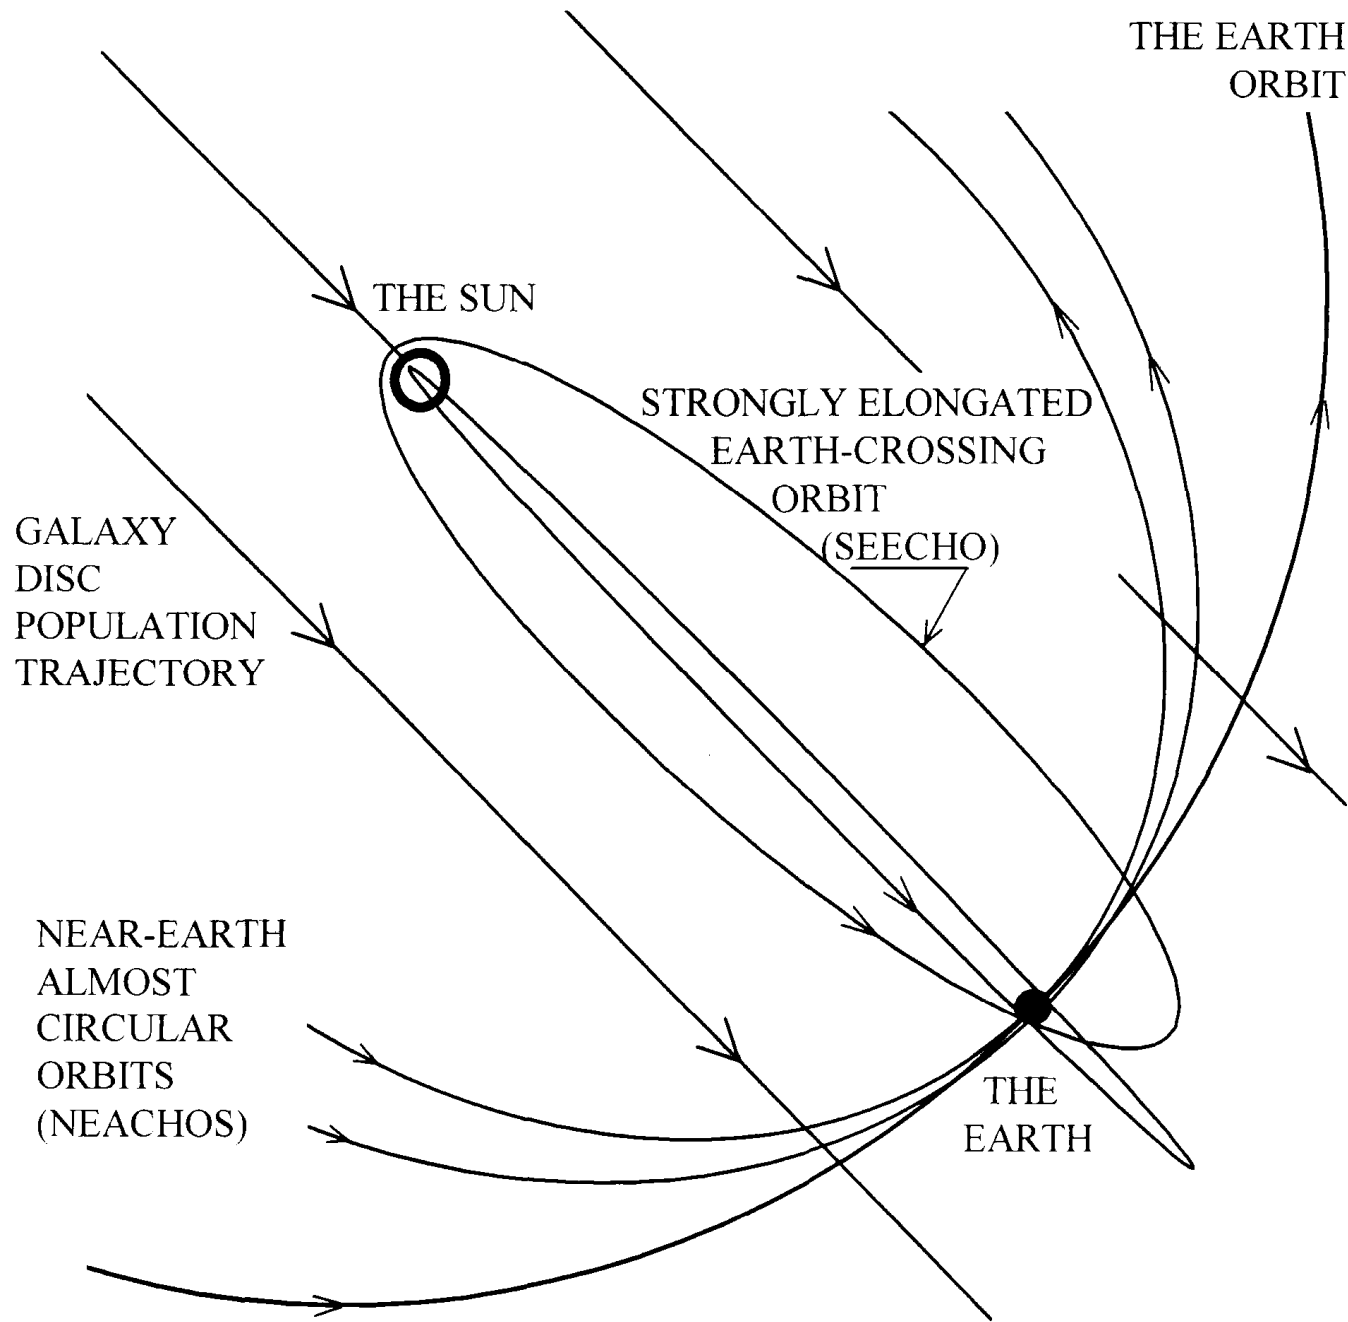 THE EARTH
ORBIT
THE SUN
STRONGLY ELONGATED
EARTH-CROSSING
ORBIT
(SEECHO)
GALAXY
DISC
POPULATION
TRAJECTORY
NEAR-EARTH
ALMOST
CIRCULAR
ORBITS
(NEACHOS)
THE
EARTH